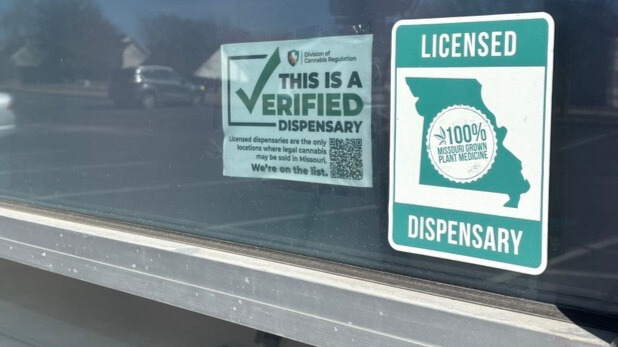 Division of
Cannabis Regulation
THIS IS A
VERIFIED
DISPENSARY
Licensed dispensaries are the only
locations where legal cannabis
may be sold in Missouri.
We're on the list.
LICENSED
100%
MISSOURI GROWN
PLANT MEDICINE
DISPENSARY